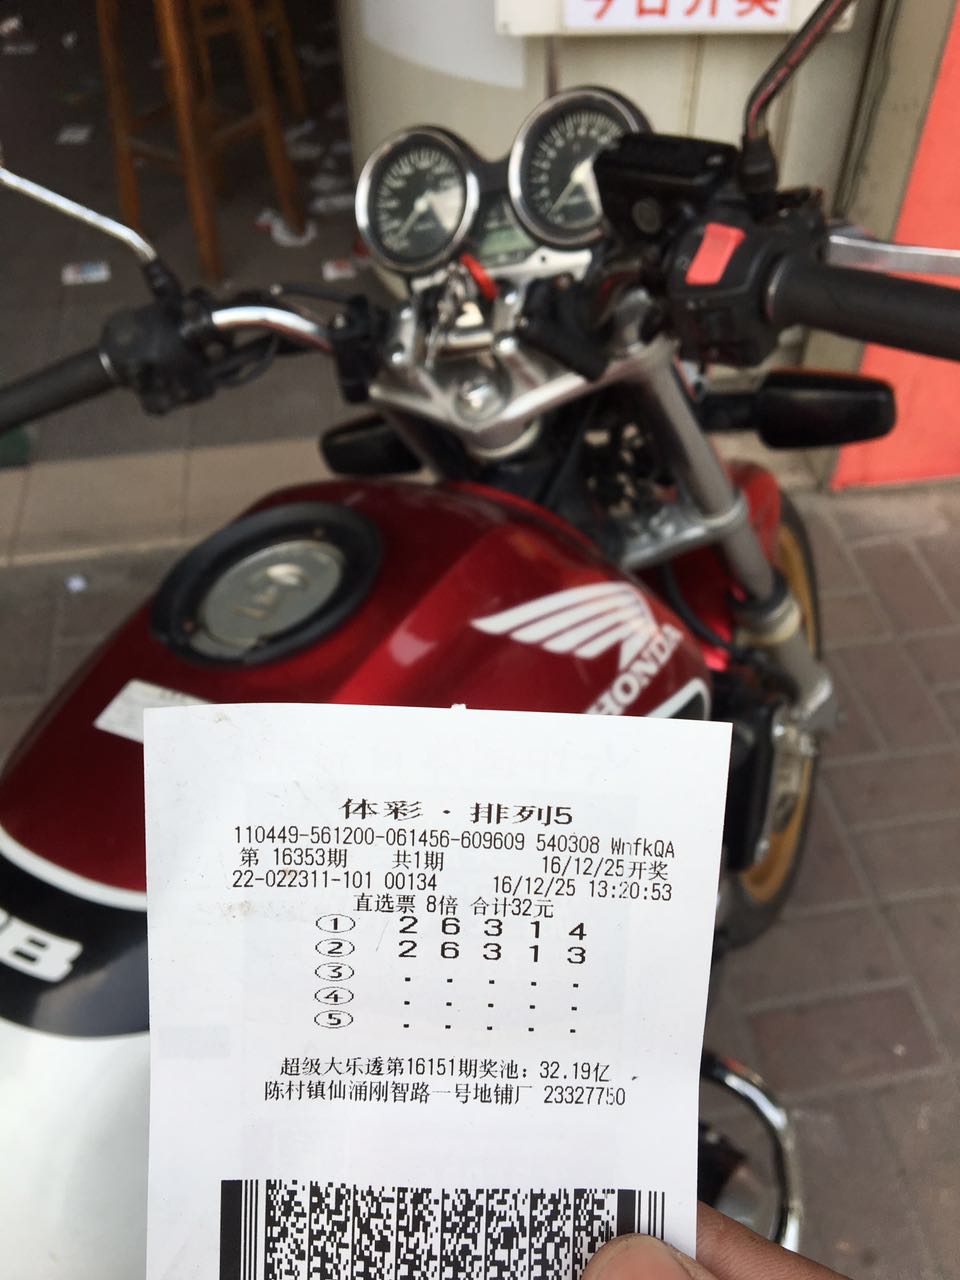 今日开奖
HONDA
体彩·排列5
110449-561200-061456-609609 540308 WnfkQA
第 16353期 共1期 16/12/25开奖
22-022311-101 00134 16/12/25 13:20:53
直选票 8倍 合计32元
① 2 6 3 1 4
② 2 6 3 1 3
③ . . . . .
④ . . . . .
⑤ . . . . .
超级大乐透第16151期奖池：32.19亿
陈村镇仙涌刚智路一号地铺厂 23327750